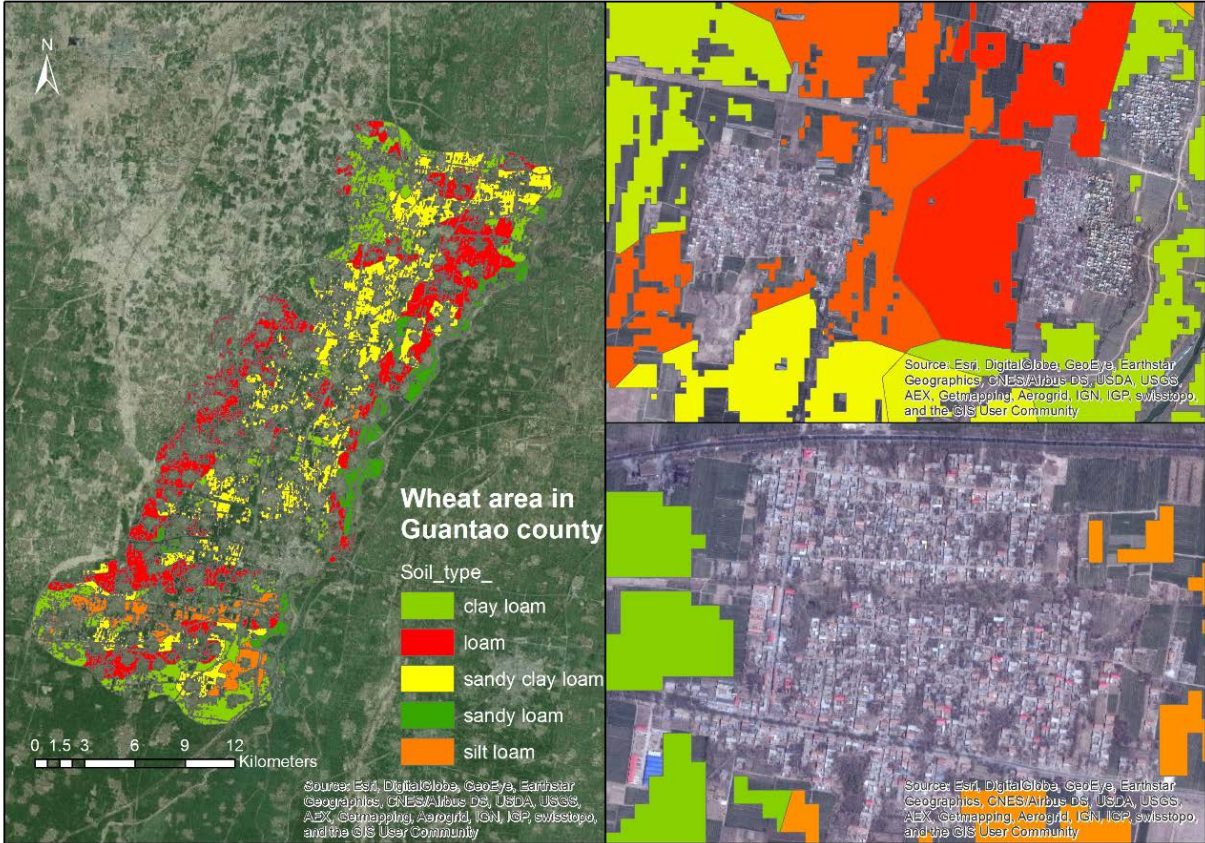 N
Wheat area in
Guantao county
Soil_type_
clay loam
loam
sandy clay loam
sandy loam
silt loam
0 1.5 3 6 9 12
Kilometers
Source: Esri, DigitalGlobe, GeoEye, Earthstar
Geographics, CNES/Airbus DS, USDA, USGS,
AEX, Getmapping, Aerogrid, IGN, IGP, swisstopo,
and the GIS User Community
Source: Esri, DigitalGlobe, GeoEye, Earthstar
Geographics, CNES/Airbus DS, USDA, USGS,
AEX, Getmapping, Aerogrid, IGN, IGP, swisstopo,
and the GIS User Community
Source: Esri, DigitalGlobe, GeoEye, Earthstar
Geographics, CNES/Airbus DS, USDA, USGS,
AEX, Getmapping, Aerogrid, IGN, IGP, swisstopo,
and the GIS User Community